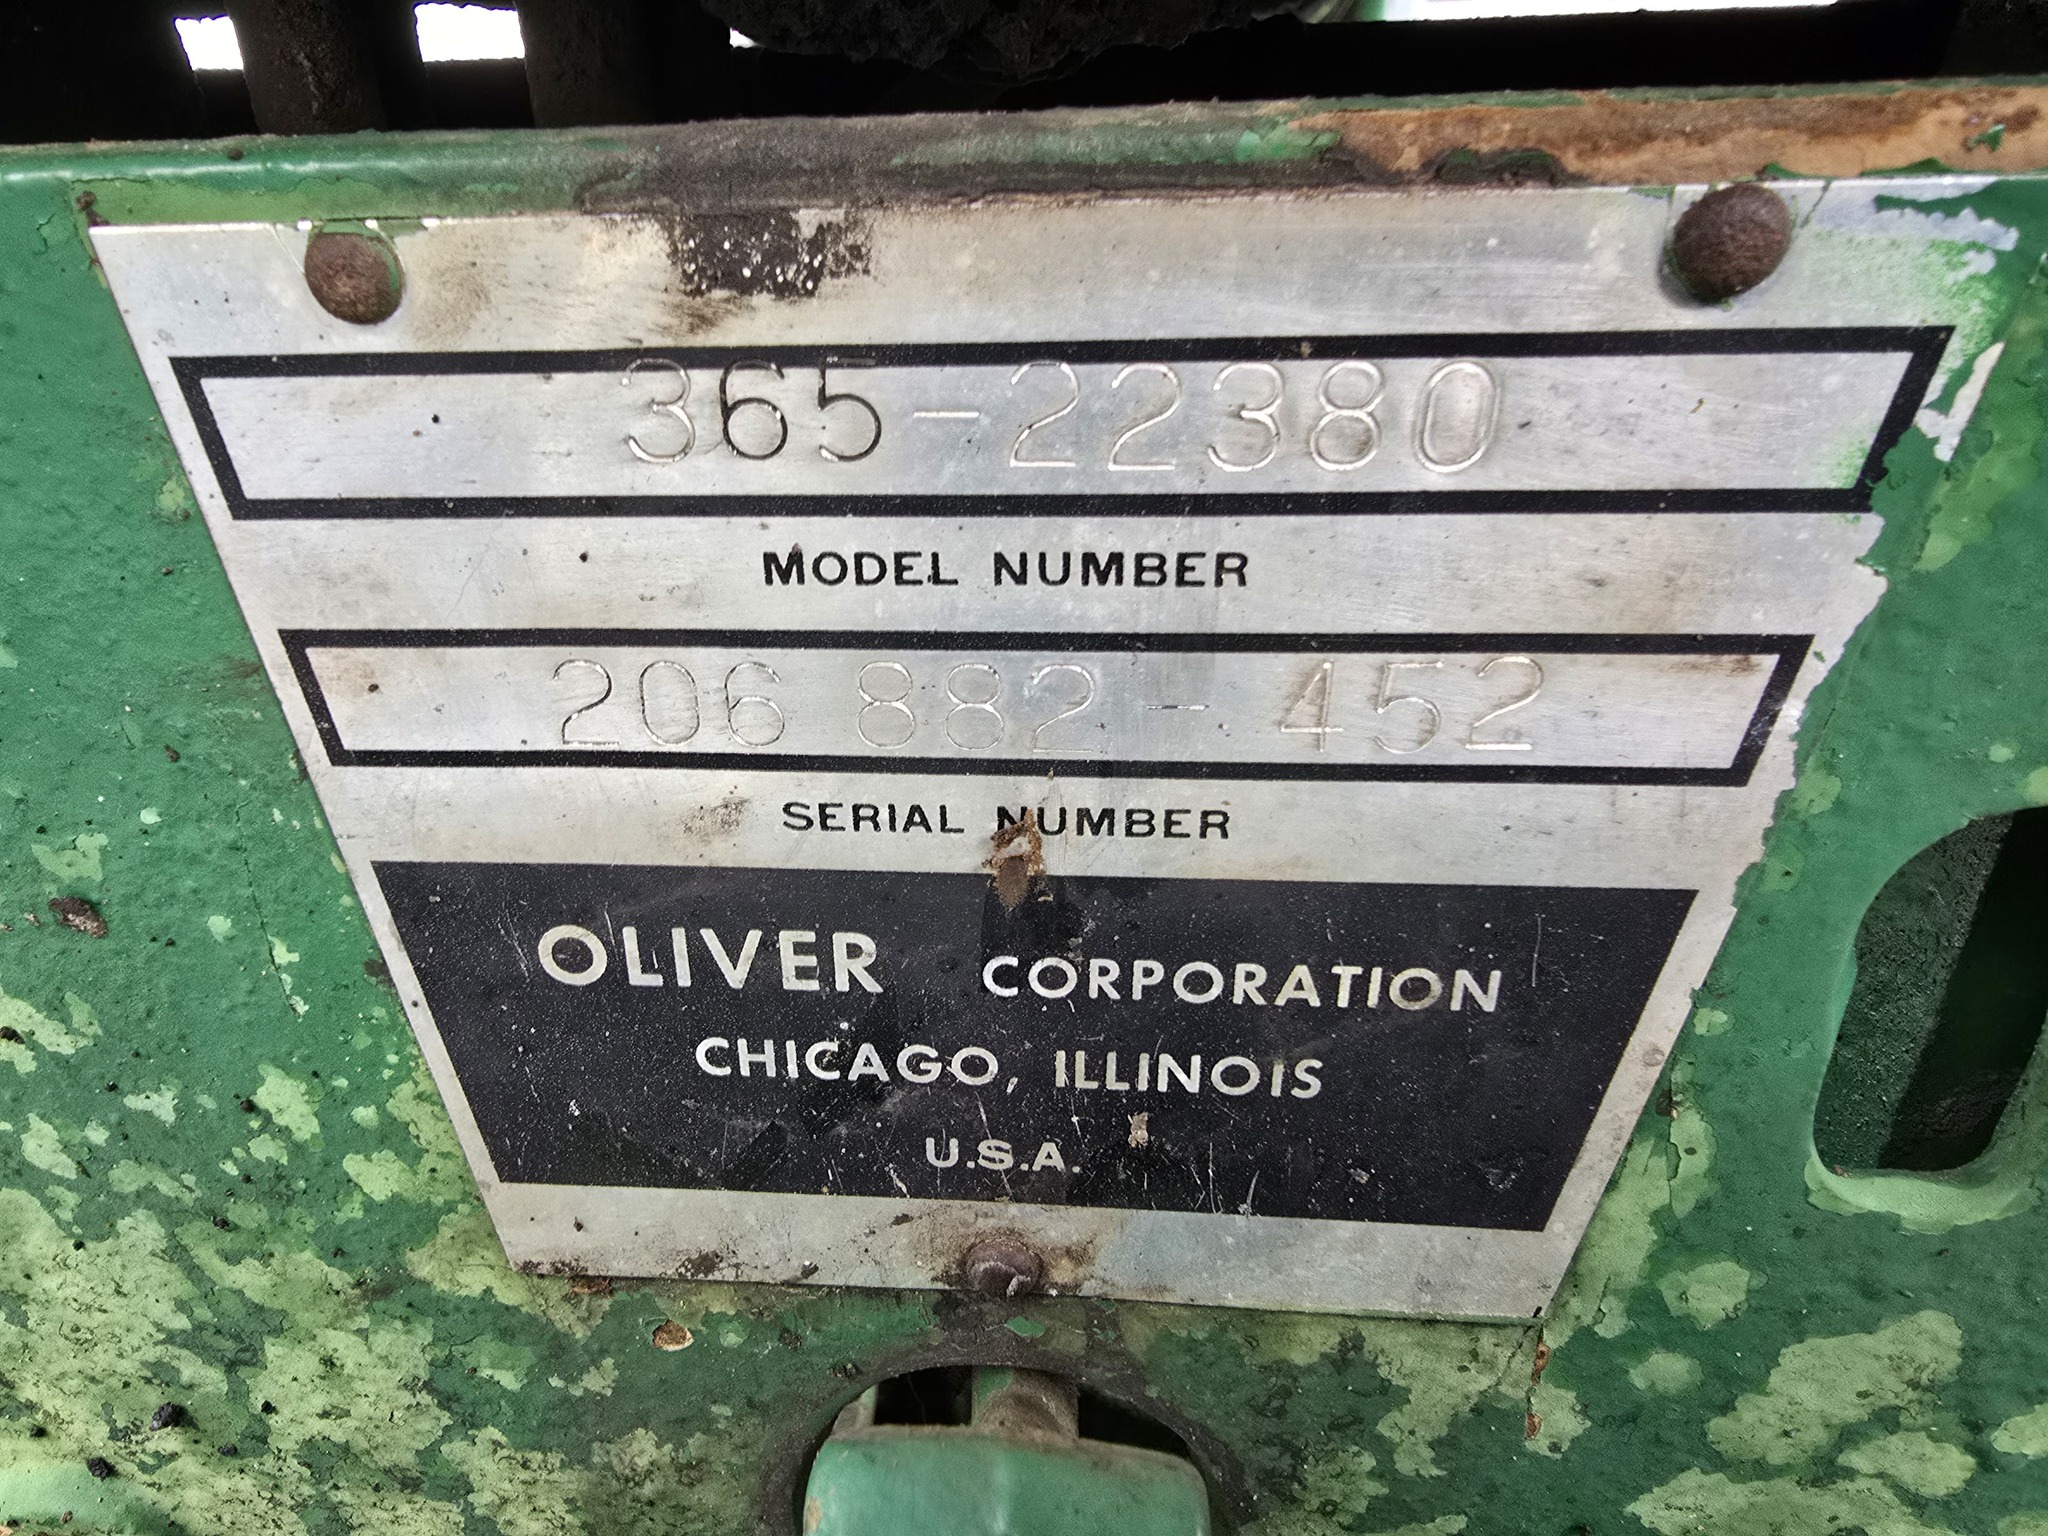 365-22380
MODEL NUMBER
206 882 - 452
SERIAL NUMBER
OLIVER CORPORATION
CHICAGO, ILLINOIS
U.S.A.